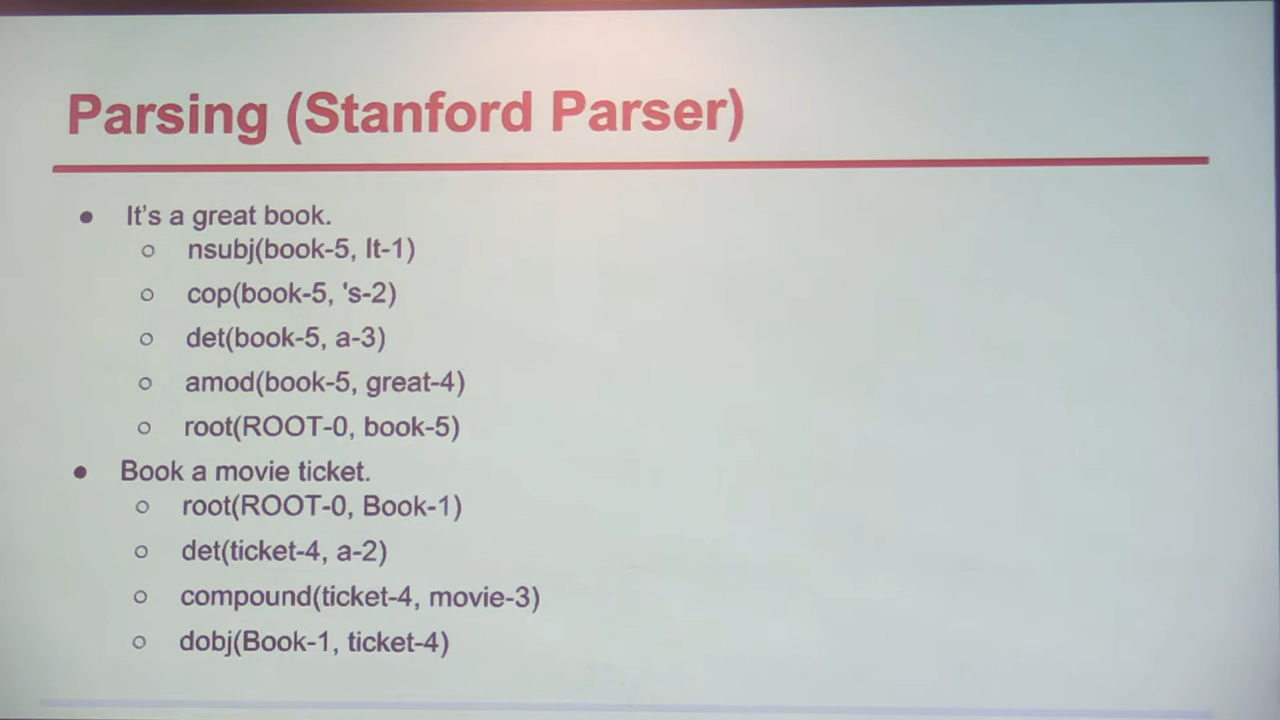 Parsing (Stanford Parser)
● It's a great book.
○ nsubj(book-5, It-1)
○ cop(book-5, 's-2)
○ det(book-5, a-3)
○ amod(book-5, great-4)
○ root(ROOT-0, book-5)
● Book a movie ticket.
○ root(ROOT-0, Book-1)
○ det(ticket-4, a-2)
○ compound(ticket-4, movie-3)
○ dobj(Book-1, ticket-4)